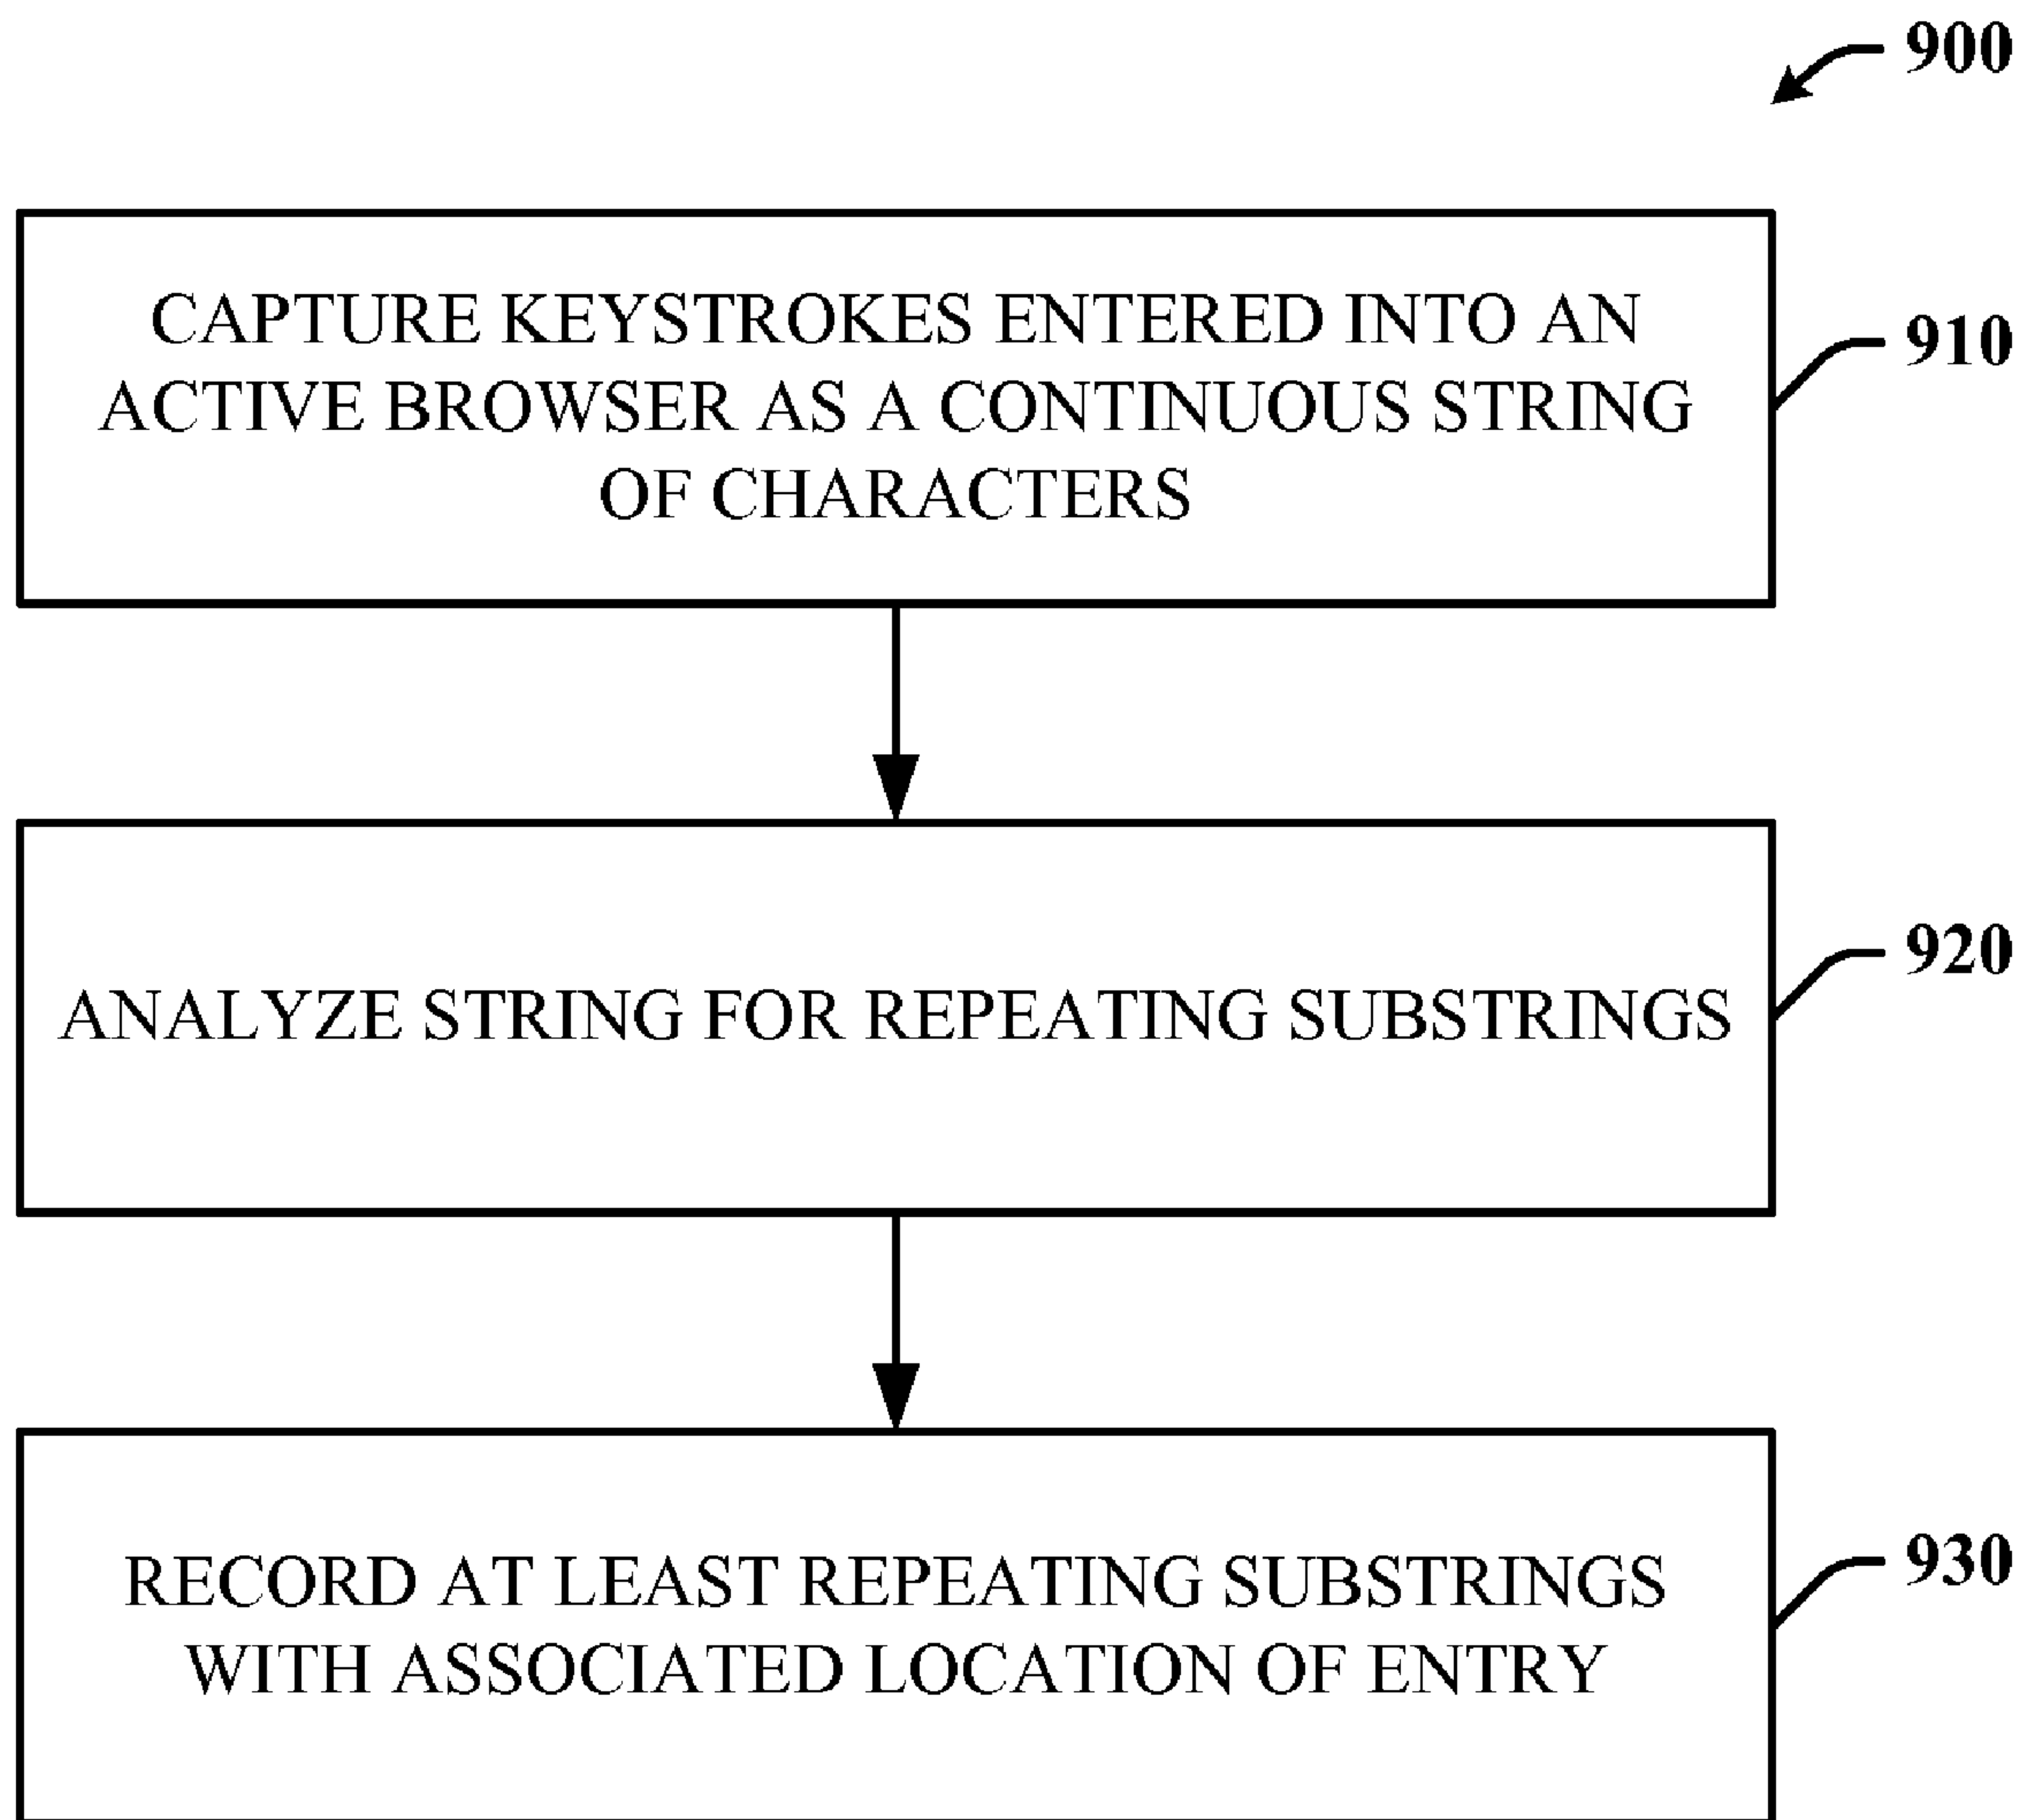 900
CAPTURE KEYSTROKES ENTERED INTO AN
ACTIVE BROWSER AS A CONTINUOUS STRING
OF CHARACTERS
910
ANALYZE STRING FOR REPEATING SUBSTRINGS
920
RECORD AT LEAST REPEATING SUBSTRINGS
WITH ASSOCIATED LOCATION OF ENTRY
930